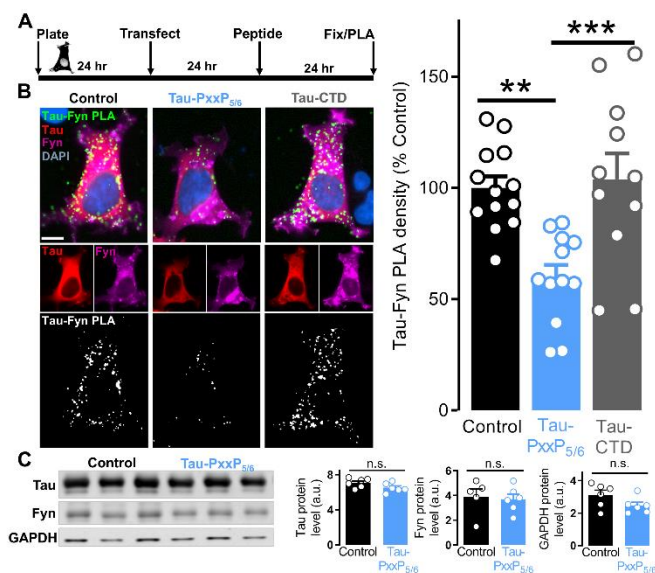 A
Plate Transfect Peptide Fix/PLA
24 hr 24 hr 24 hr
B
Control Tau-PxxP5/6 Tau-CTD
Tau-Fyn PLA
Tau
Fyn
DAPI
Tau Fyn
Tau-Fyn PLA
Tau-Fyn PLA density (% Control)
150
100
50
0
**
***
Control
Tau-
PxxP5/6
Tau-
CTD
C
Control Tau-PxxP5/6
Tau
Fyn
GAPDH
n.s.
Tau protein
level (a.u.)
10
5
0
Control
Tau-
PxxP5/6
n.s.
Fyn protein
level (a.u.)
8
4
0
Control
Tau-
PxxP5/6
n.s.
GAPDH protein
level (a.u.)
4
2
0
Control
Tau-
PxxP5/6